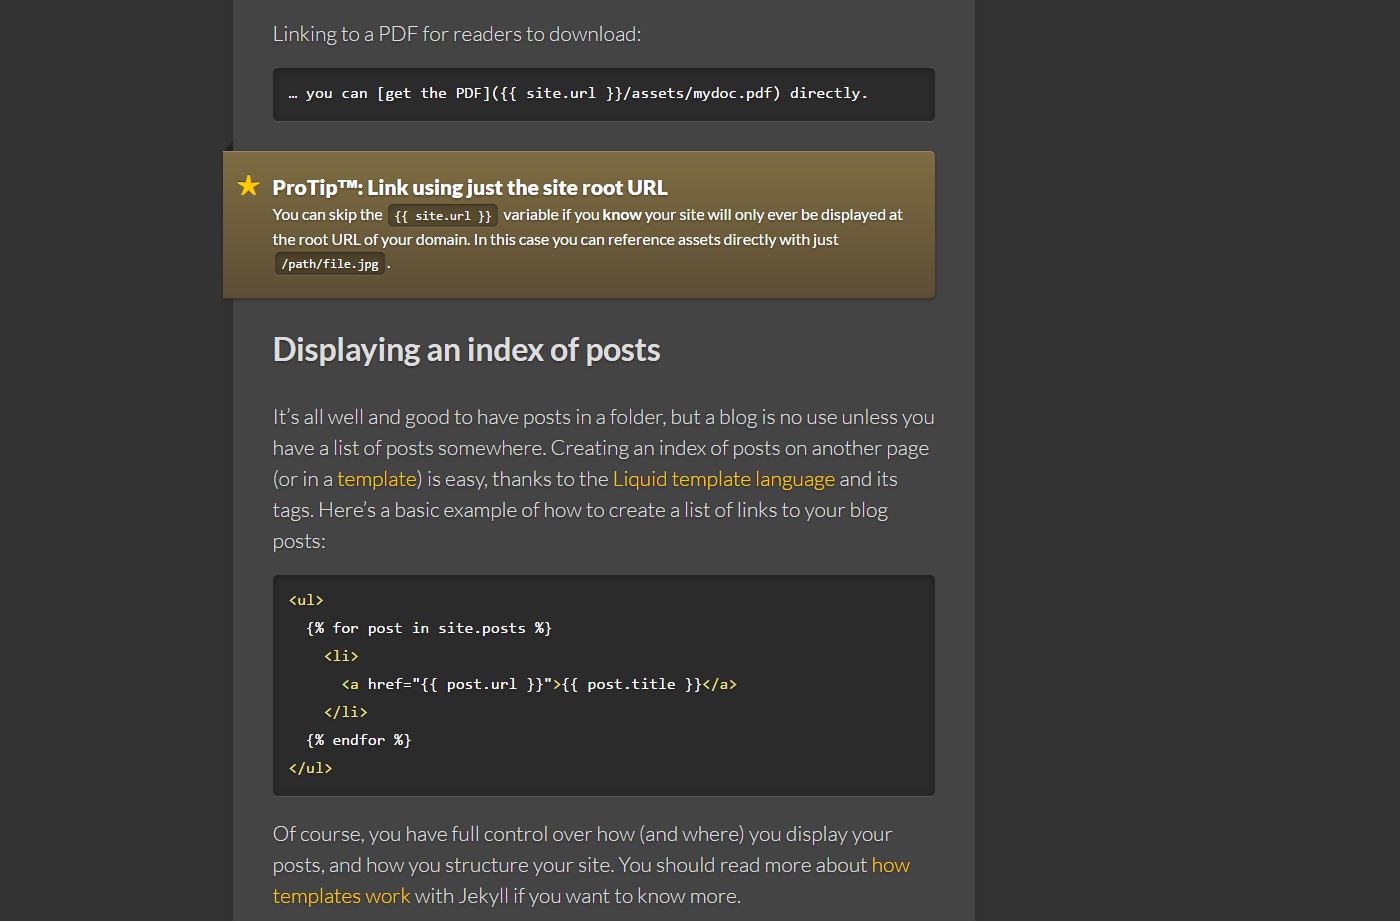 Linking to a PDF for readers to download:
… you can [get the PDF]({{ site.url }}/assets/mydoc.pdf) directly.
ProTip™: Link using just the site root URL
You can skip the {{ site.url }} variable if you know your site will only ever be displayed at
the root URL of your domain. In this case you can reference assets directly with just
/path/file.jpg .
Displaying an index of posts
It’s all well and good to have posts in a folder, but a blog is no use unless you
have a list of posts somewhere. Creating an index of posts on another page
(or in a template) is easy, thanks to the Liquid template language and its
tags. Here’s a basic example of how to create a list of links to your blog
posts:
<ul>
  {% for post in site.posts %}
    <li>
      <a href="{{ post.url }}">{{ post.title }}</a>
    </li>
  {% endfor %}
</ul>
Of course, you have full control over how (and where) you display your
posts, and how you structure your site. You should read more about how
templates work with Jekyll if you want to know more.